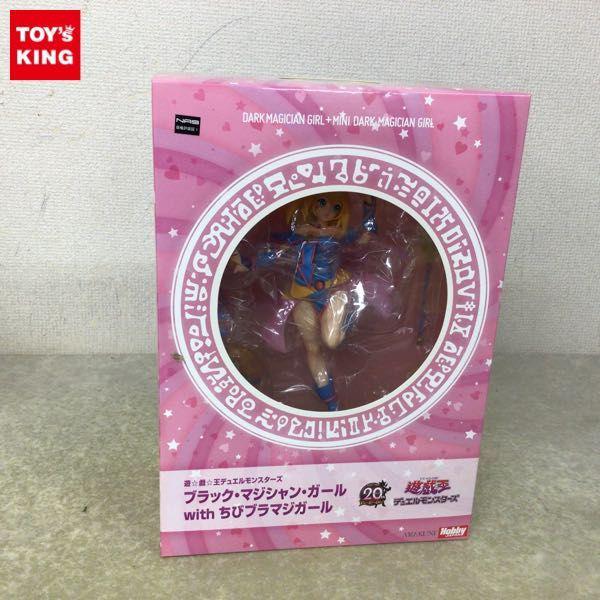 TOY's
KING
NAS
DARK MAGICIAN GIRL+MINI DARK MAGICIAN GIRL
遊☆戯☆王デュエルモンスターズ
ブラック・マジシャン・ガール
with ちびブラマジガール
20
遊戯王
デュエルモンスターズ
AMAKUNI
Hobby